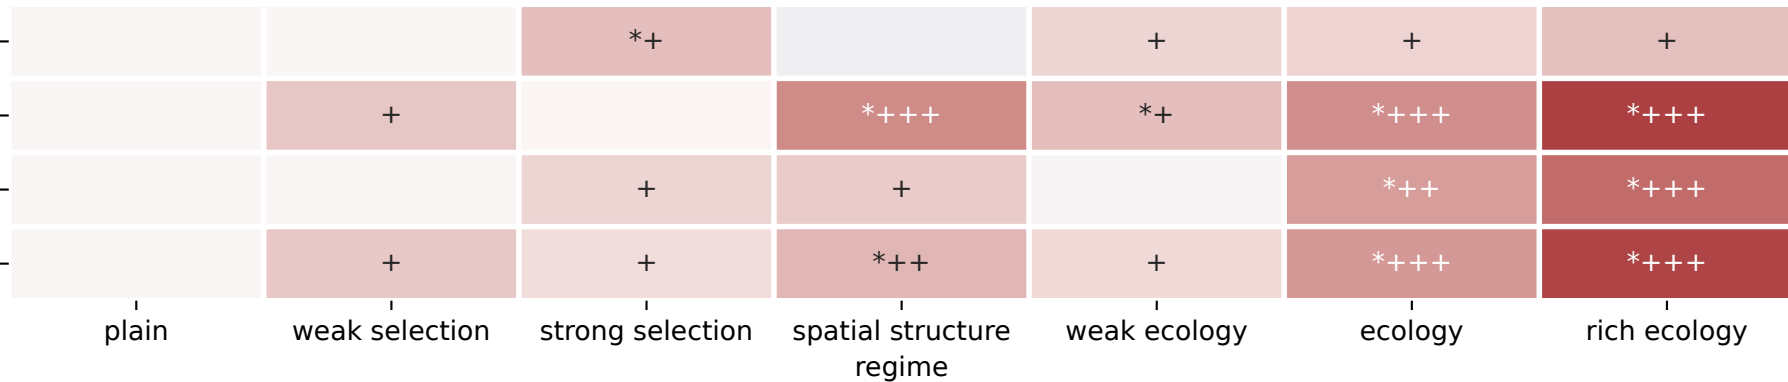 *+ + + +
+ *+++ *+ *+++ *+++
+ + *++ *+++
+ + *++ + *+++ *+++
plain weak selection strong selection spatial structure weak ecology ecology rich ecology
regime